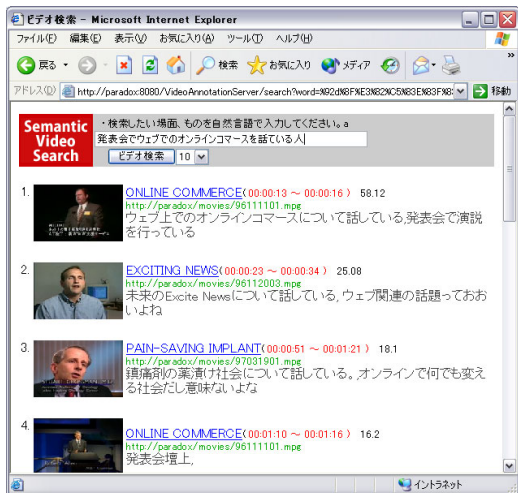 ビデオ検索 - Microsoft Internet Explorer
ファイル(F) 編集(E) 表示(V) お気に入り(A) ツール(T) ヘルプ(H)
戻る 検索 お気に入り メディア
アドレス(D) http://paradox:8080/VideoAnnotationServer/search?word=%92d%8F%E3%82%C5%83E%83F%8 移動
Semantic Video Search
・検索したい場面、ものを自然言語で入力してください。a
発表会でウェブでのオンラインコマースを話ている人
ビデオ検索 10
1. ONLINE COMMERCE(00:00:13 ～ 00:00:16 ) 58.12
http://paradox/movies/96111101.mpg
ウェブ上でのオンラインコマースについて話している,発表会で演説
を行っている
2. EXCITING NEWS(00:00:23 ～ 00:00:34 ) 25.08
http://paradox/movies/96112003.mpg
未来のExcite Newsについて話している, ウェブ関連の話題っておお
いよね
3. PAIN-SAVING IMPLANT(00:00:51 ～ 00:01:21 ) 18.1
http://paradox/movies/97031901.mpg
鎮痛剤の薬漬け社会について話している。,オンラインで何でも変え
る社会だし意味ないよな
4. ONLINE COMMERCE(00:01:10 ～ 00:01:16 ) 16.2
http://paradox/movies/96111101.mpg
発表会壇上,
イントラネット